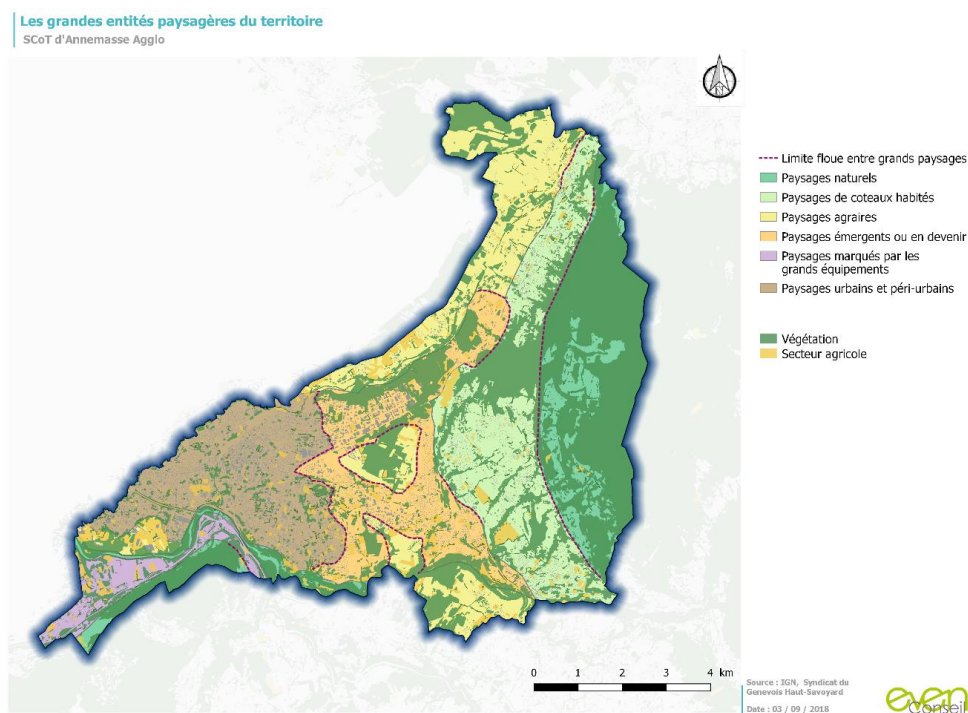 Les grandes entités paysagères du territoire
SCoT d'Annemasse Agglo
N
Limite floue entre grands paysages
Paysages naturels
Paysages de coteaux habités
Paysages agraires
Paysages émergents ou en devenir
Paysages marqués par les
grands équipements
Paysages urbains et péri-urbains
Végétation
Secteur agricole
0 1 2 3 4 km
Source : IGN, Syndicat du
Genevois Haut-Savoyard
Date : 03 / 09 / 2018
even
Conseil